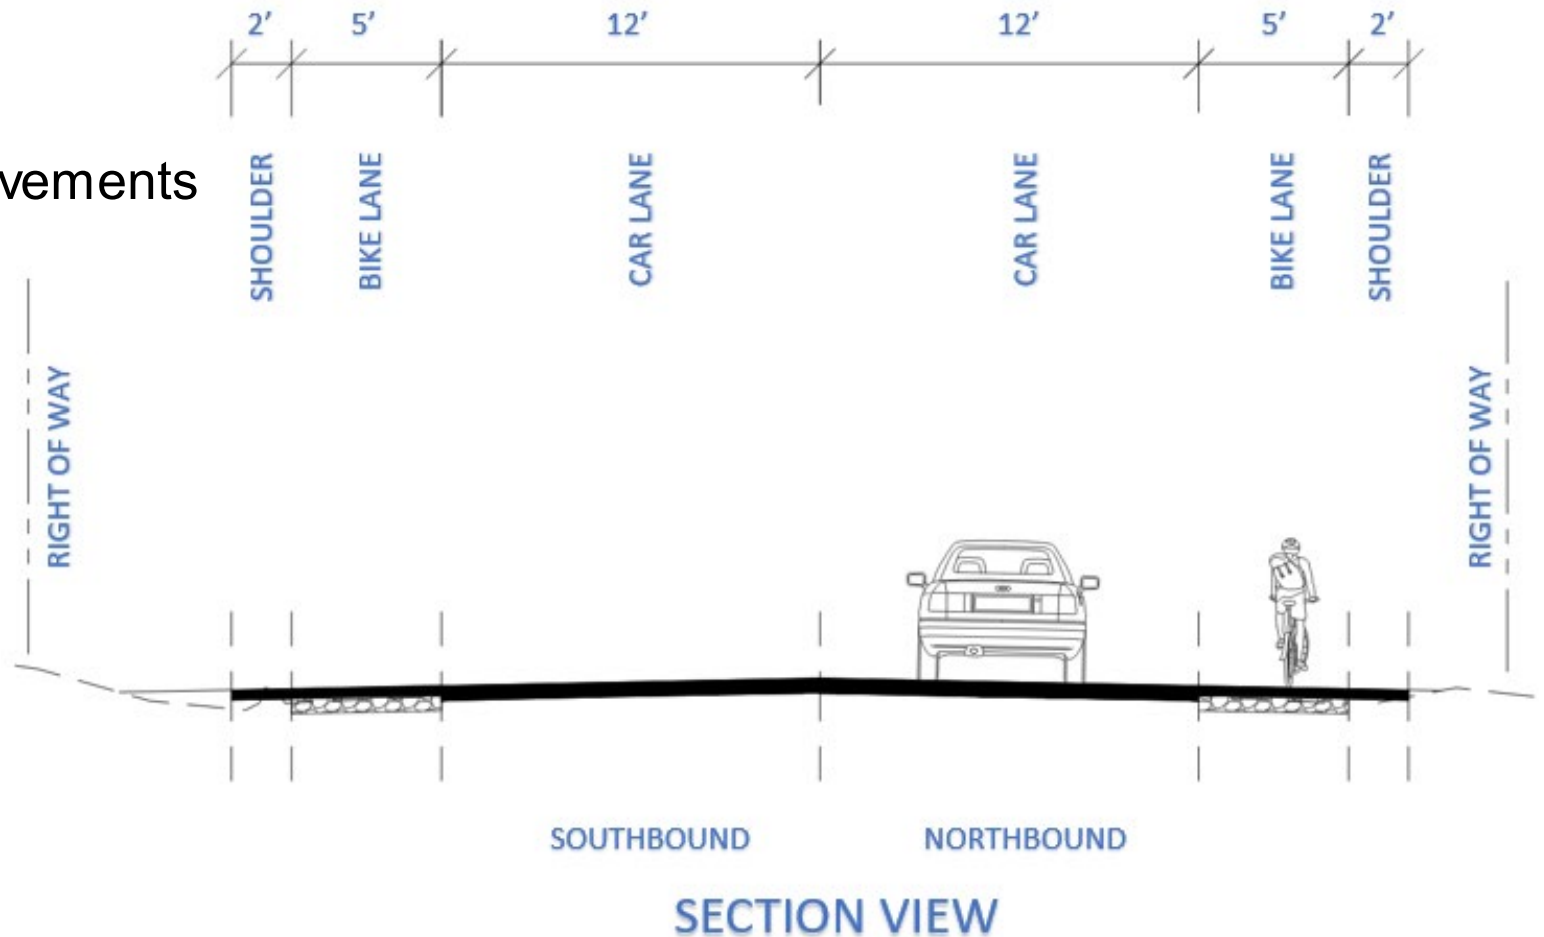 2’ 5’ 12’ 12’ 5’ 2’
vements
SHOULDER
BIKE LANE
CAR LANE
CAR LANE
BIKE LANE
SHOULDER
RIGHT OF WAY
RIGHT OF WAY
SOUTHBOUND NORTHBOUND
SECTION VIEW